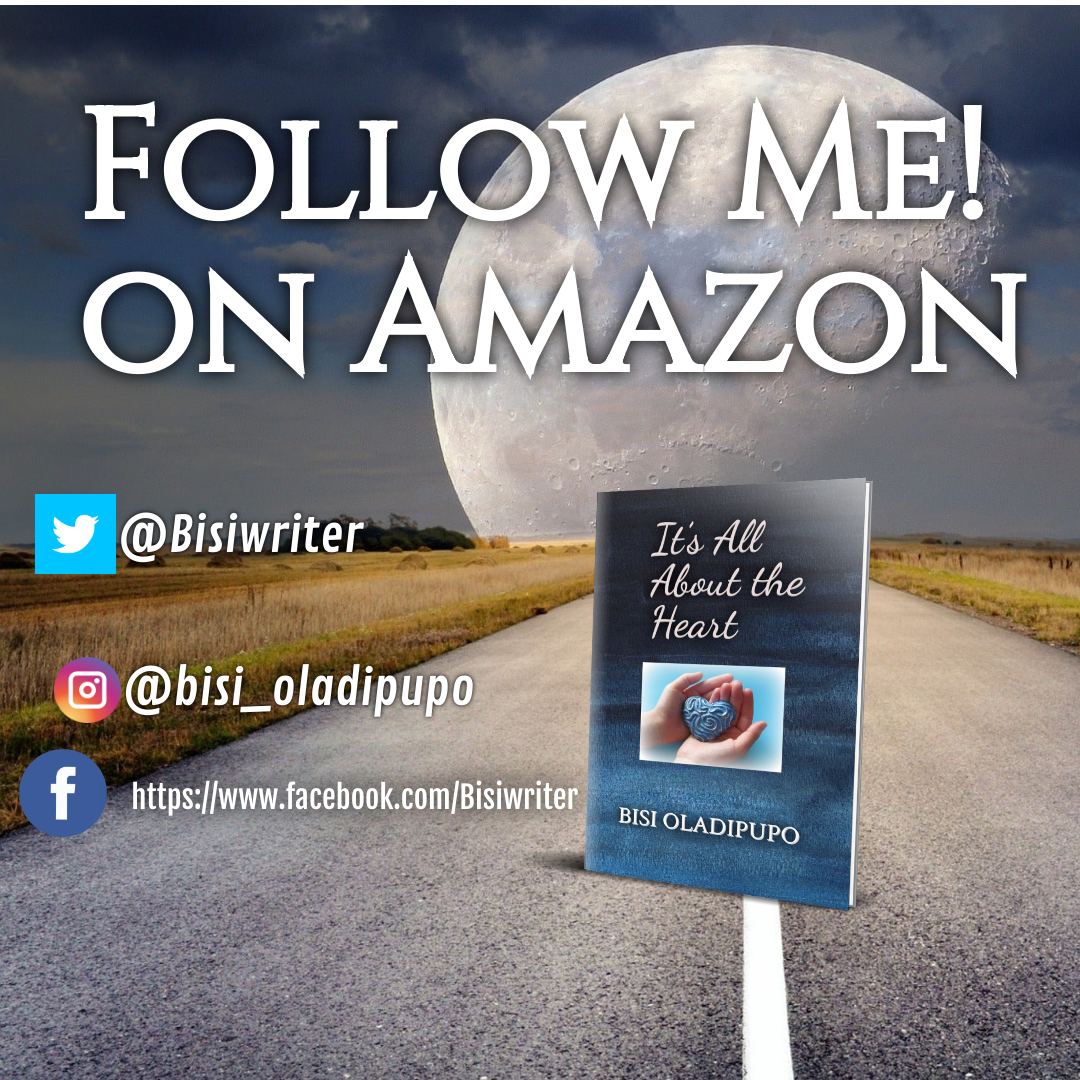 Follow Me!
on Amazon
@Bisiwriter
@bisi_oladipupo
https://www.facebook.com/Bisiwriter
It's All
About the
Heart
BISI OLADIPUPO